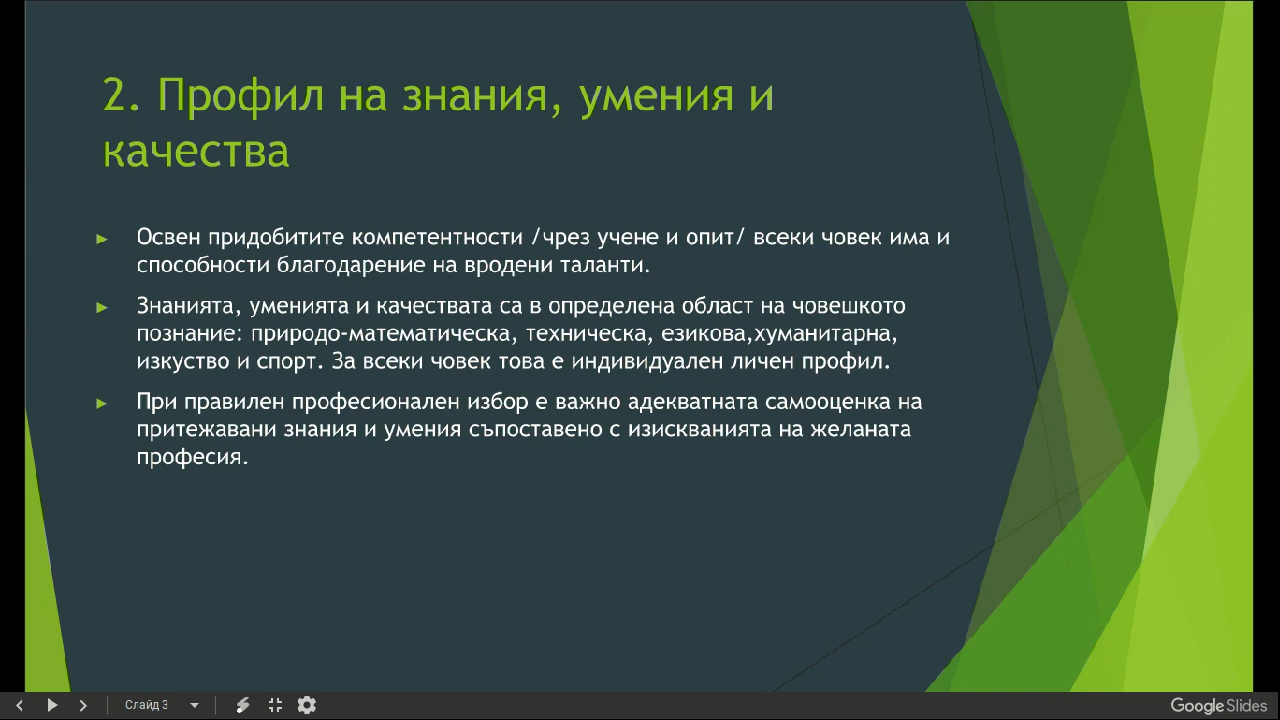 2. Профил на знания, умения и
качества
Освен придобитите компетентности /чрез учене и опит/ всеки човек има и
способности благодарение на вродени таланти.
Знанията, уменията и качествата са в определена област на човешкото
познание: природо-математическа, техническа, езикова,хуманитарна,
изкуство и спорт. За всеки човек това е индивидуален личен профил.
При правилен професионален избор е важно адекватната самооценка на
притежавани знания и умения съпоставено с изискванията на желаната
професия.
Слайд 3
Google Slides